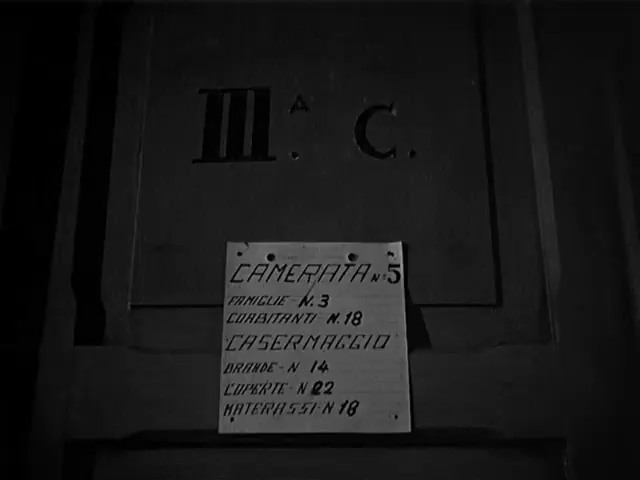 III.ᴬ C.
CAMERATA N.5
FAMIGLIE - N. 3
COABITANTI - N. 18
CASERMAGGIO
BRANDE - N 14
COPERTE - N 22
MATERASSI - N 18